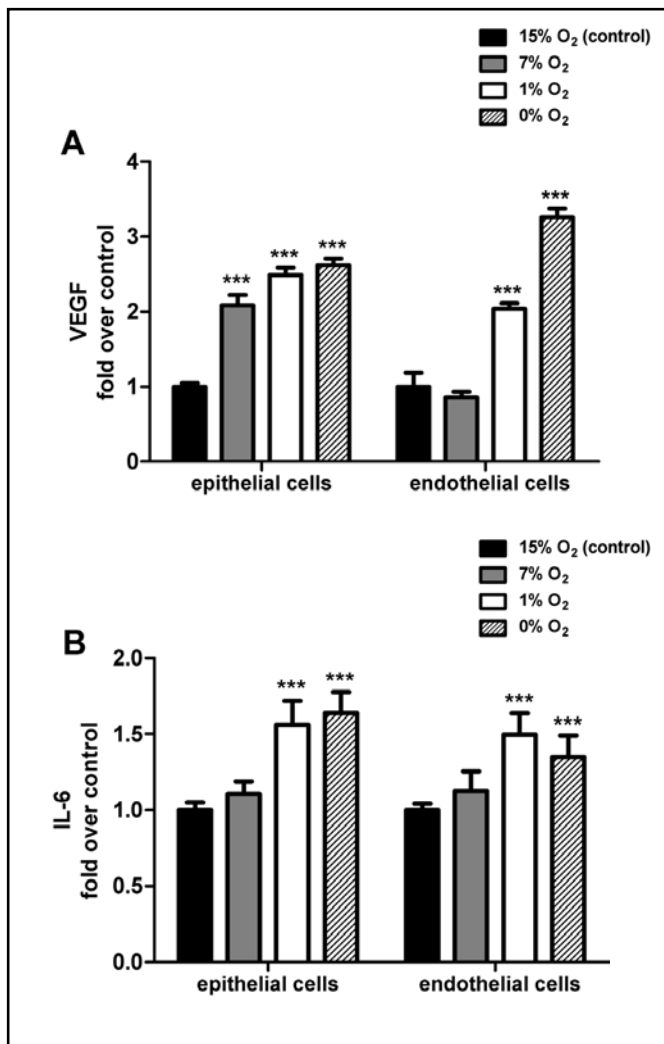 15% O₂ (control)
7% O₂
1% O₂
0% O₂
A
VEGF
fold over control
4
3
2
1
0
***
***
***
***
***
epithelial cells
endothelial cells
15% O₂ (control)
7% O₂
1% O₂
0% O₂
B
IL-6
fold over control
2.0
1.5
1.0
0.5
0.0
***
***
***
***
epithelial cells
endothelial cells